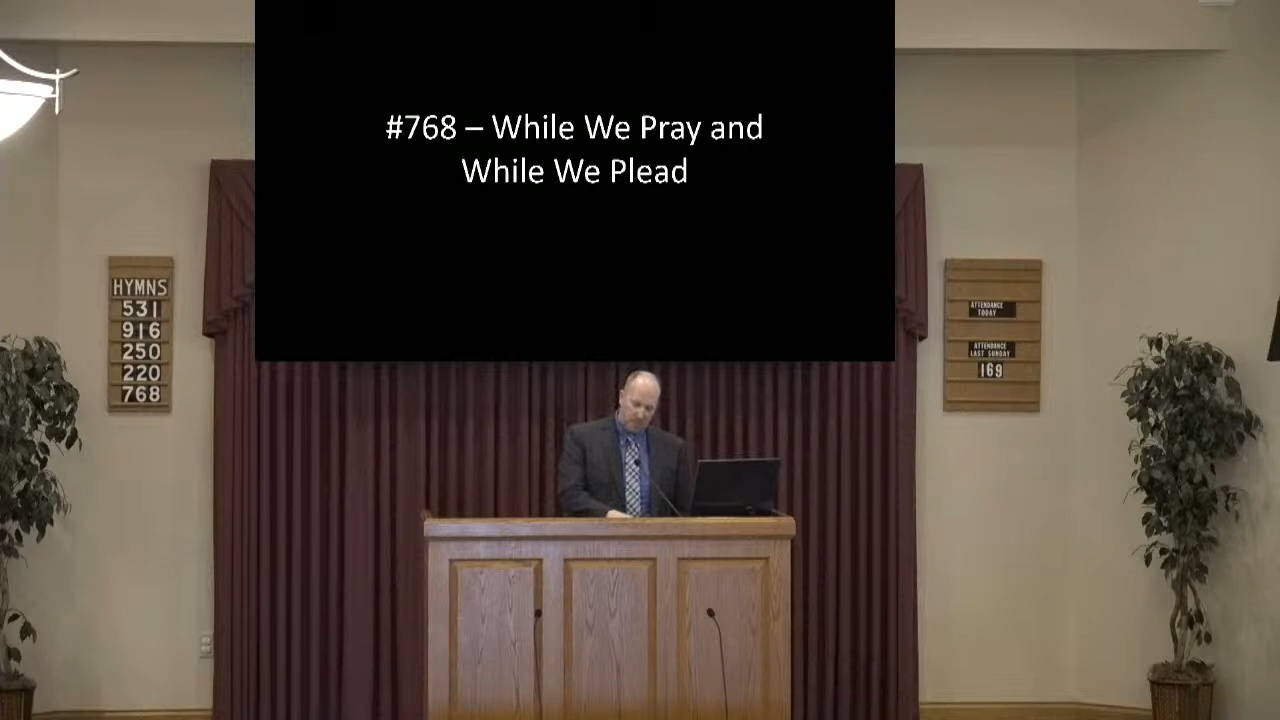 #768 – While We Pray and
While We Plead
HYMNS
531
916
250
220
768
ATTENDANCE
TODAY
ATTENDANCE
LAST SUNDAY
169